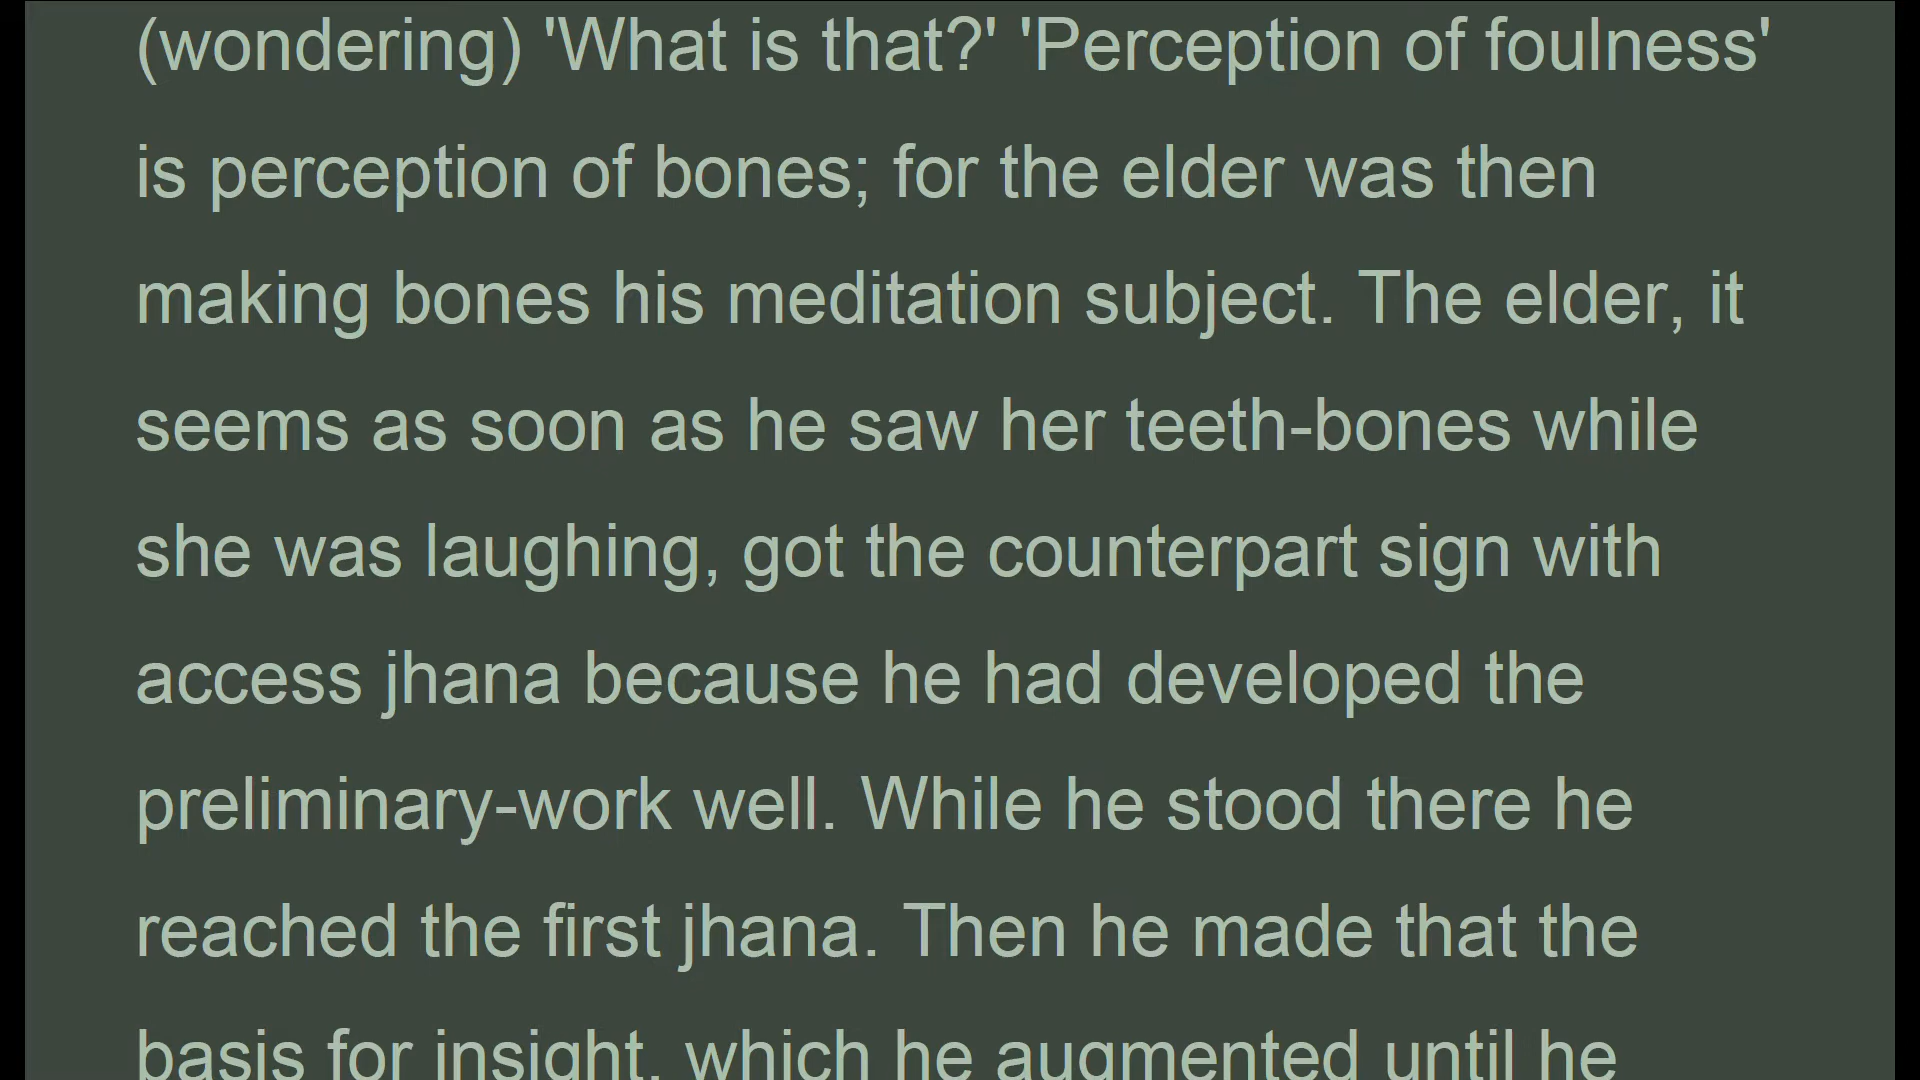 (wondering) 'What is that?' 'Perception of foulness'
is perception of bones; for the elder was then
making bones his meditation subject. The elder, it
seems as soon as he saw her teeth-bones while
she was laughing, got the counterpart sign with
access jhana because he had developed the
preliminary-work well. While he stood there he
reached the first jhana. Then he made that the
basis for insight, which he augmented until he